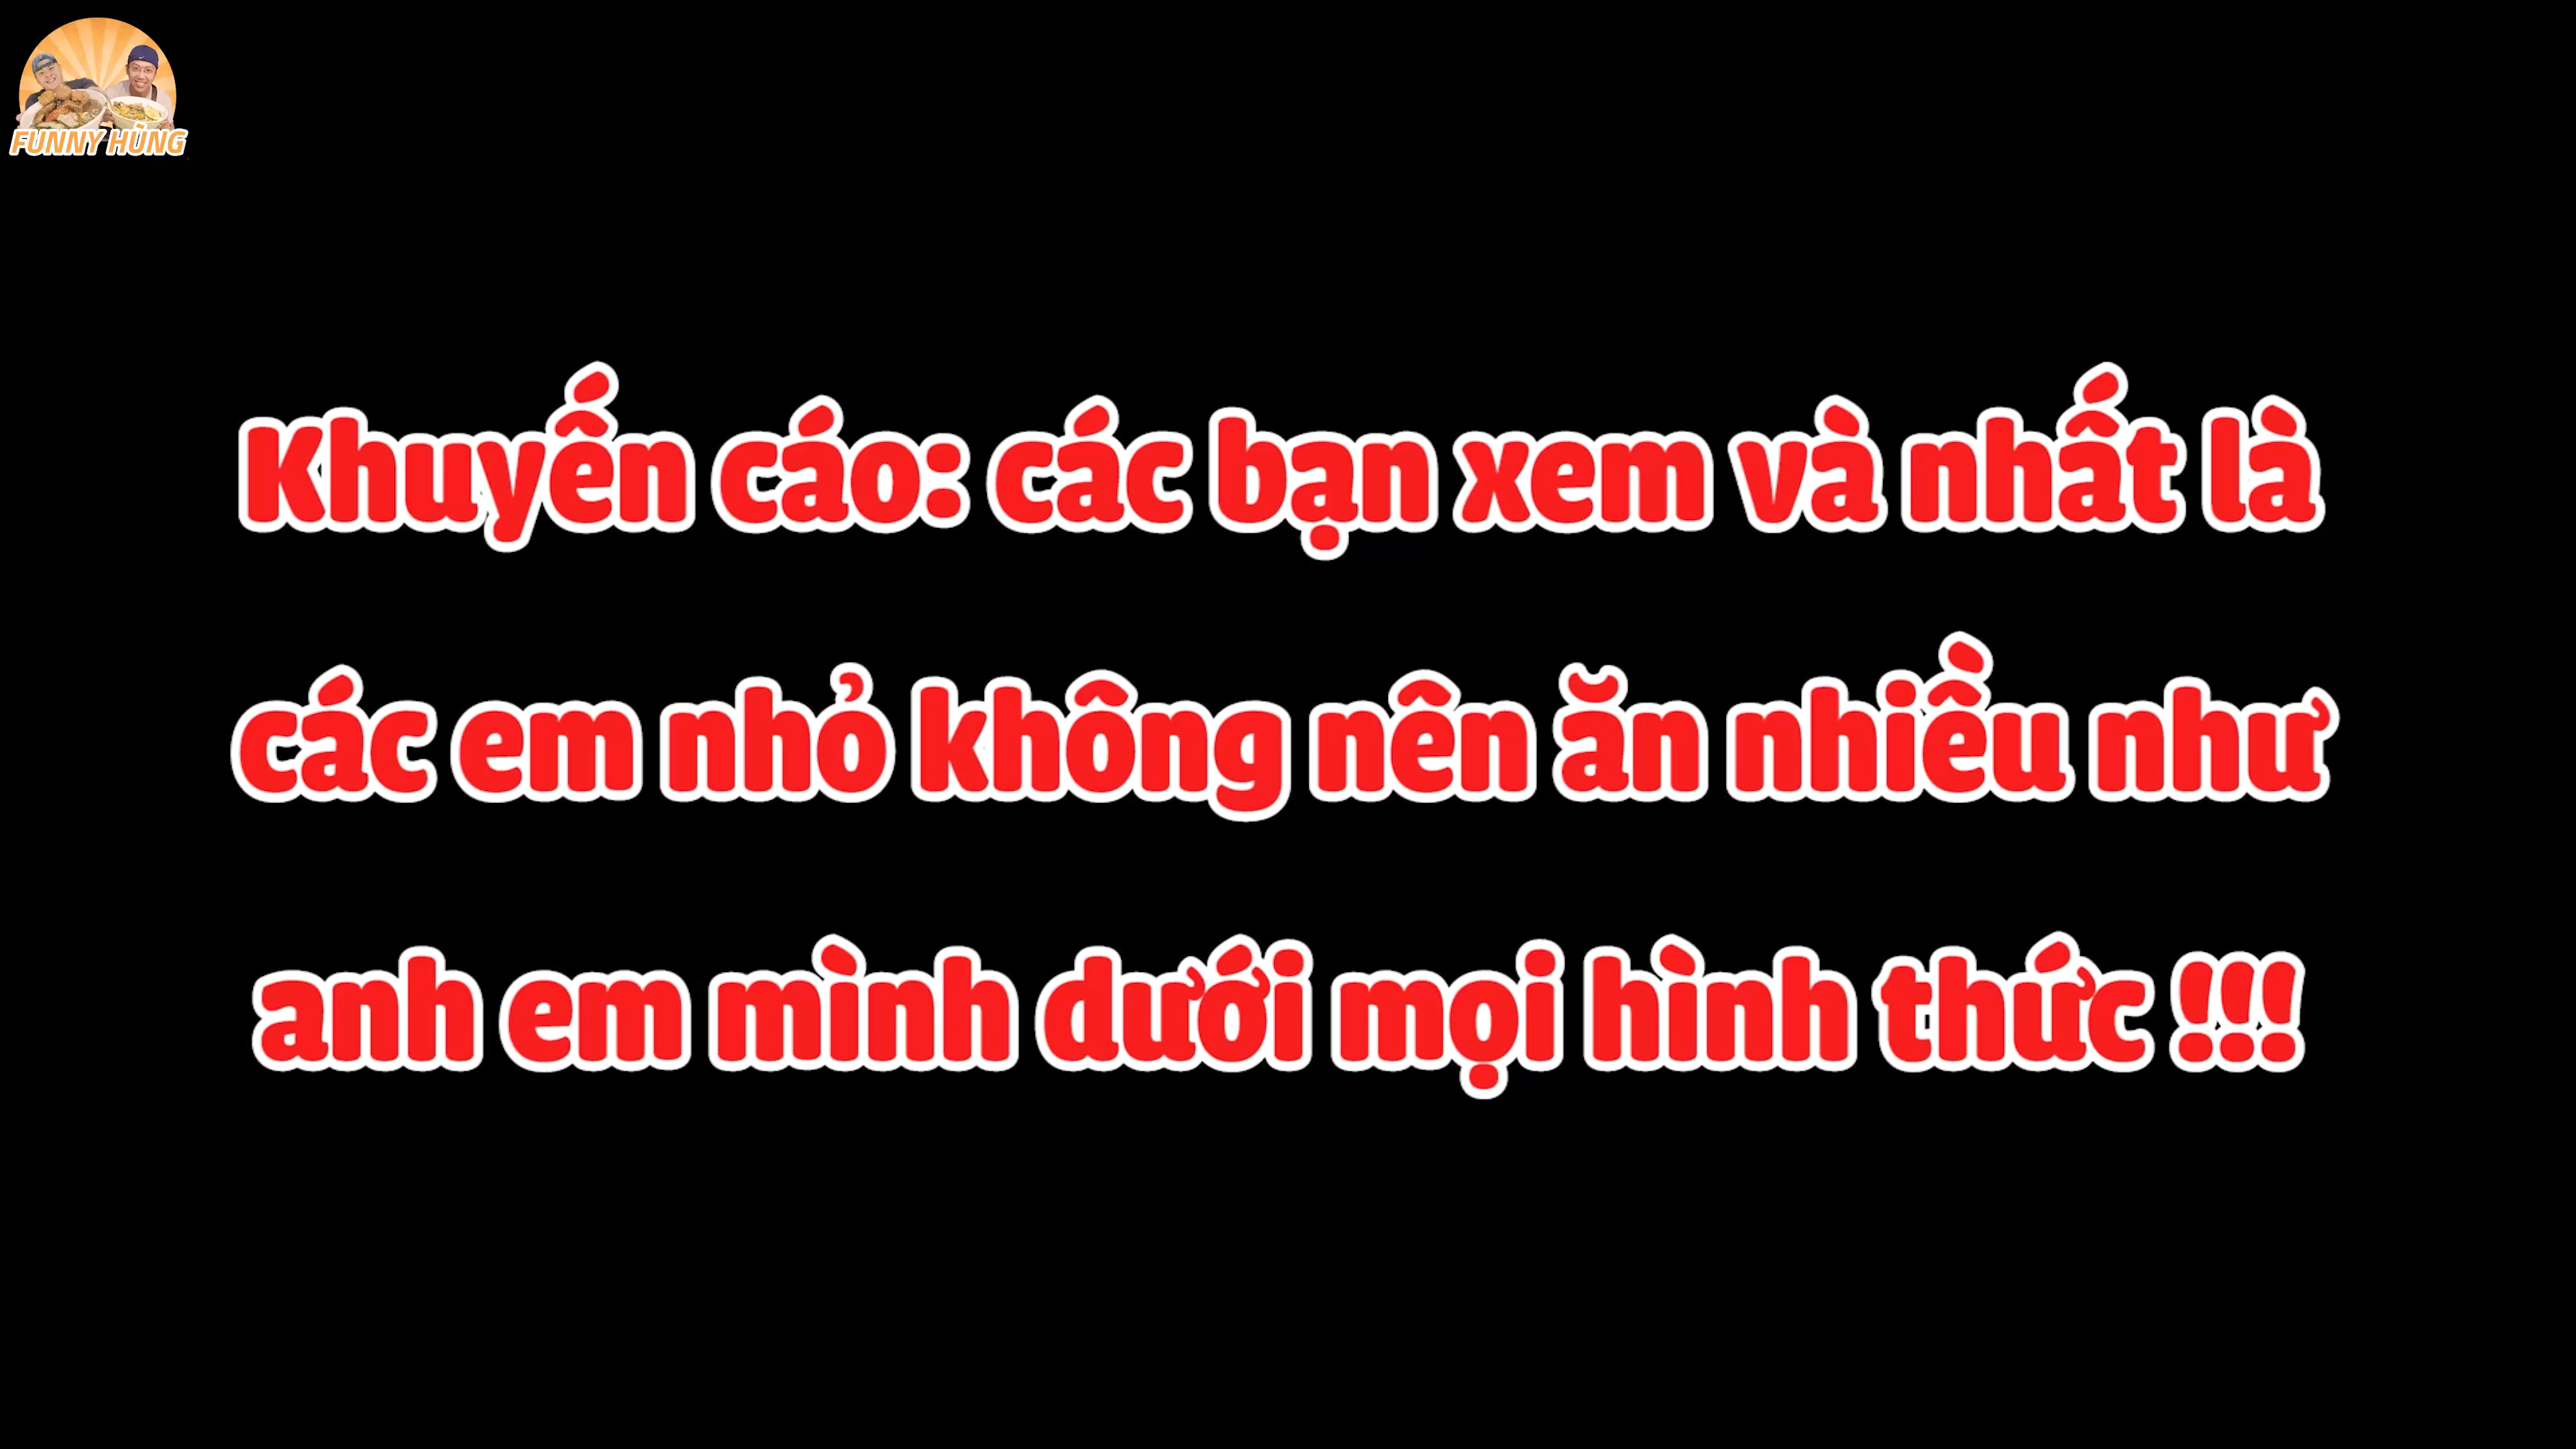 FUNNY HÙNG
Khuyến cáo: các bạn xem và nhất là
các em nhỏ không nên ăn nhiều như
anh em mình dưới mọi hình thức !!!